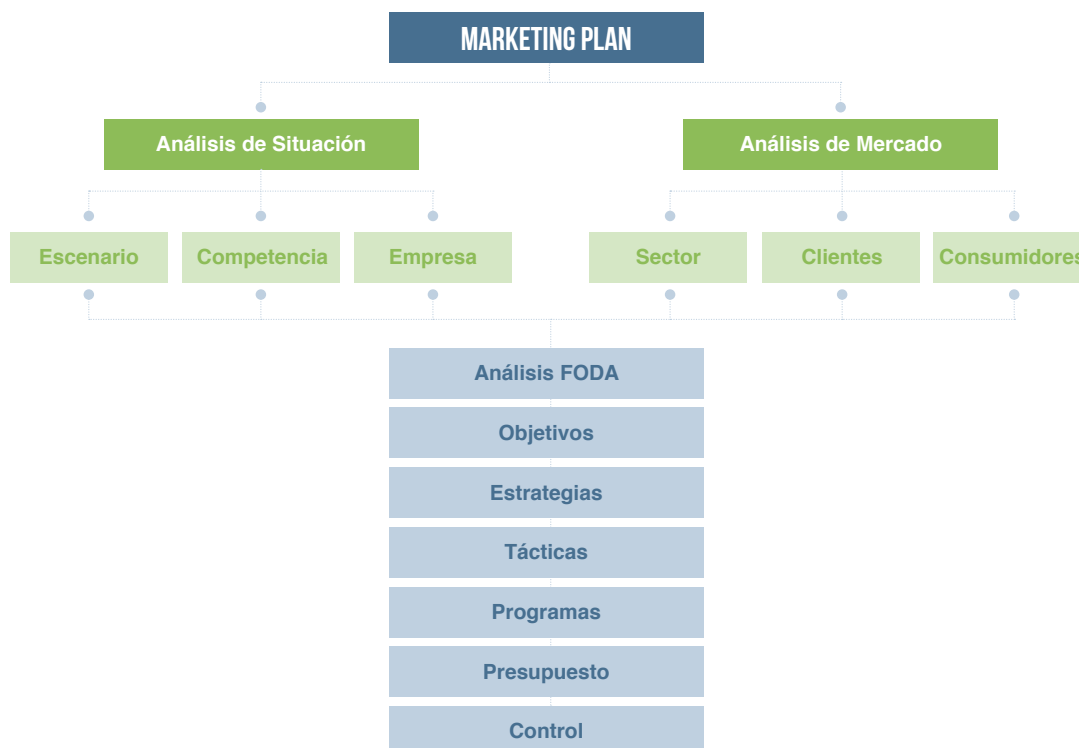 MARKETING PLAN
Análisis de Situación
Análisis de Mercado
Escenario
Competencia
Empresa
Sector
Clientes
Consumidores
Análisis FODA
Objetivos
Estrategias
Tácticas
Programas
Presupuesto
Control